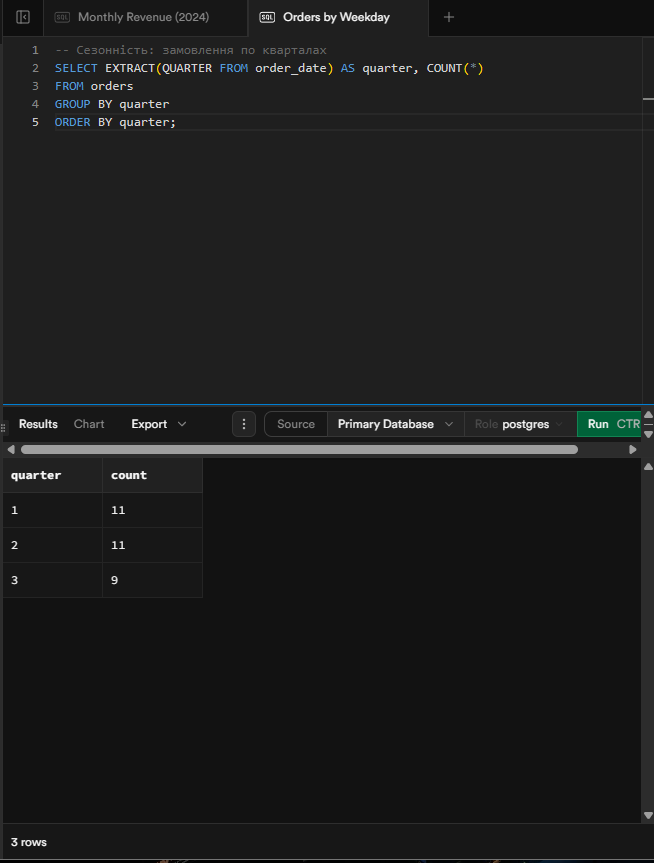 SQL Monthly Revenue (2024) SQL Orders by Weekday +
1 -- Сезонність: замовлення по кварталах
2 SELECT EXTRACT(QUARTER FROM order_date) AS quarter, COUNT(*)
3 FROM orders
4 GROUP BY quarter
5 ORDER BY quarter;
Results Chart Export Source Primary Database Role postgres Run CTR
quarter count
1 11
2 11
3 9
3 rows